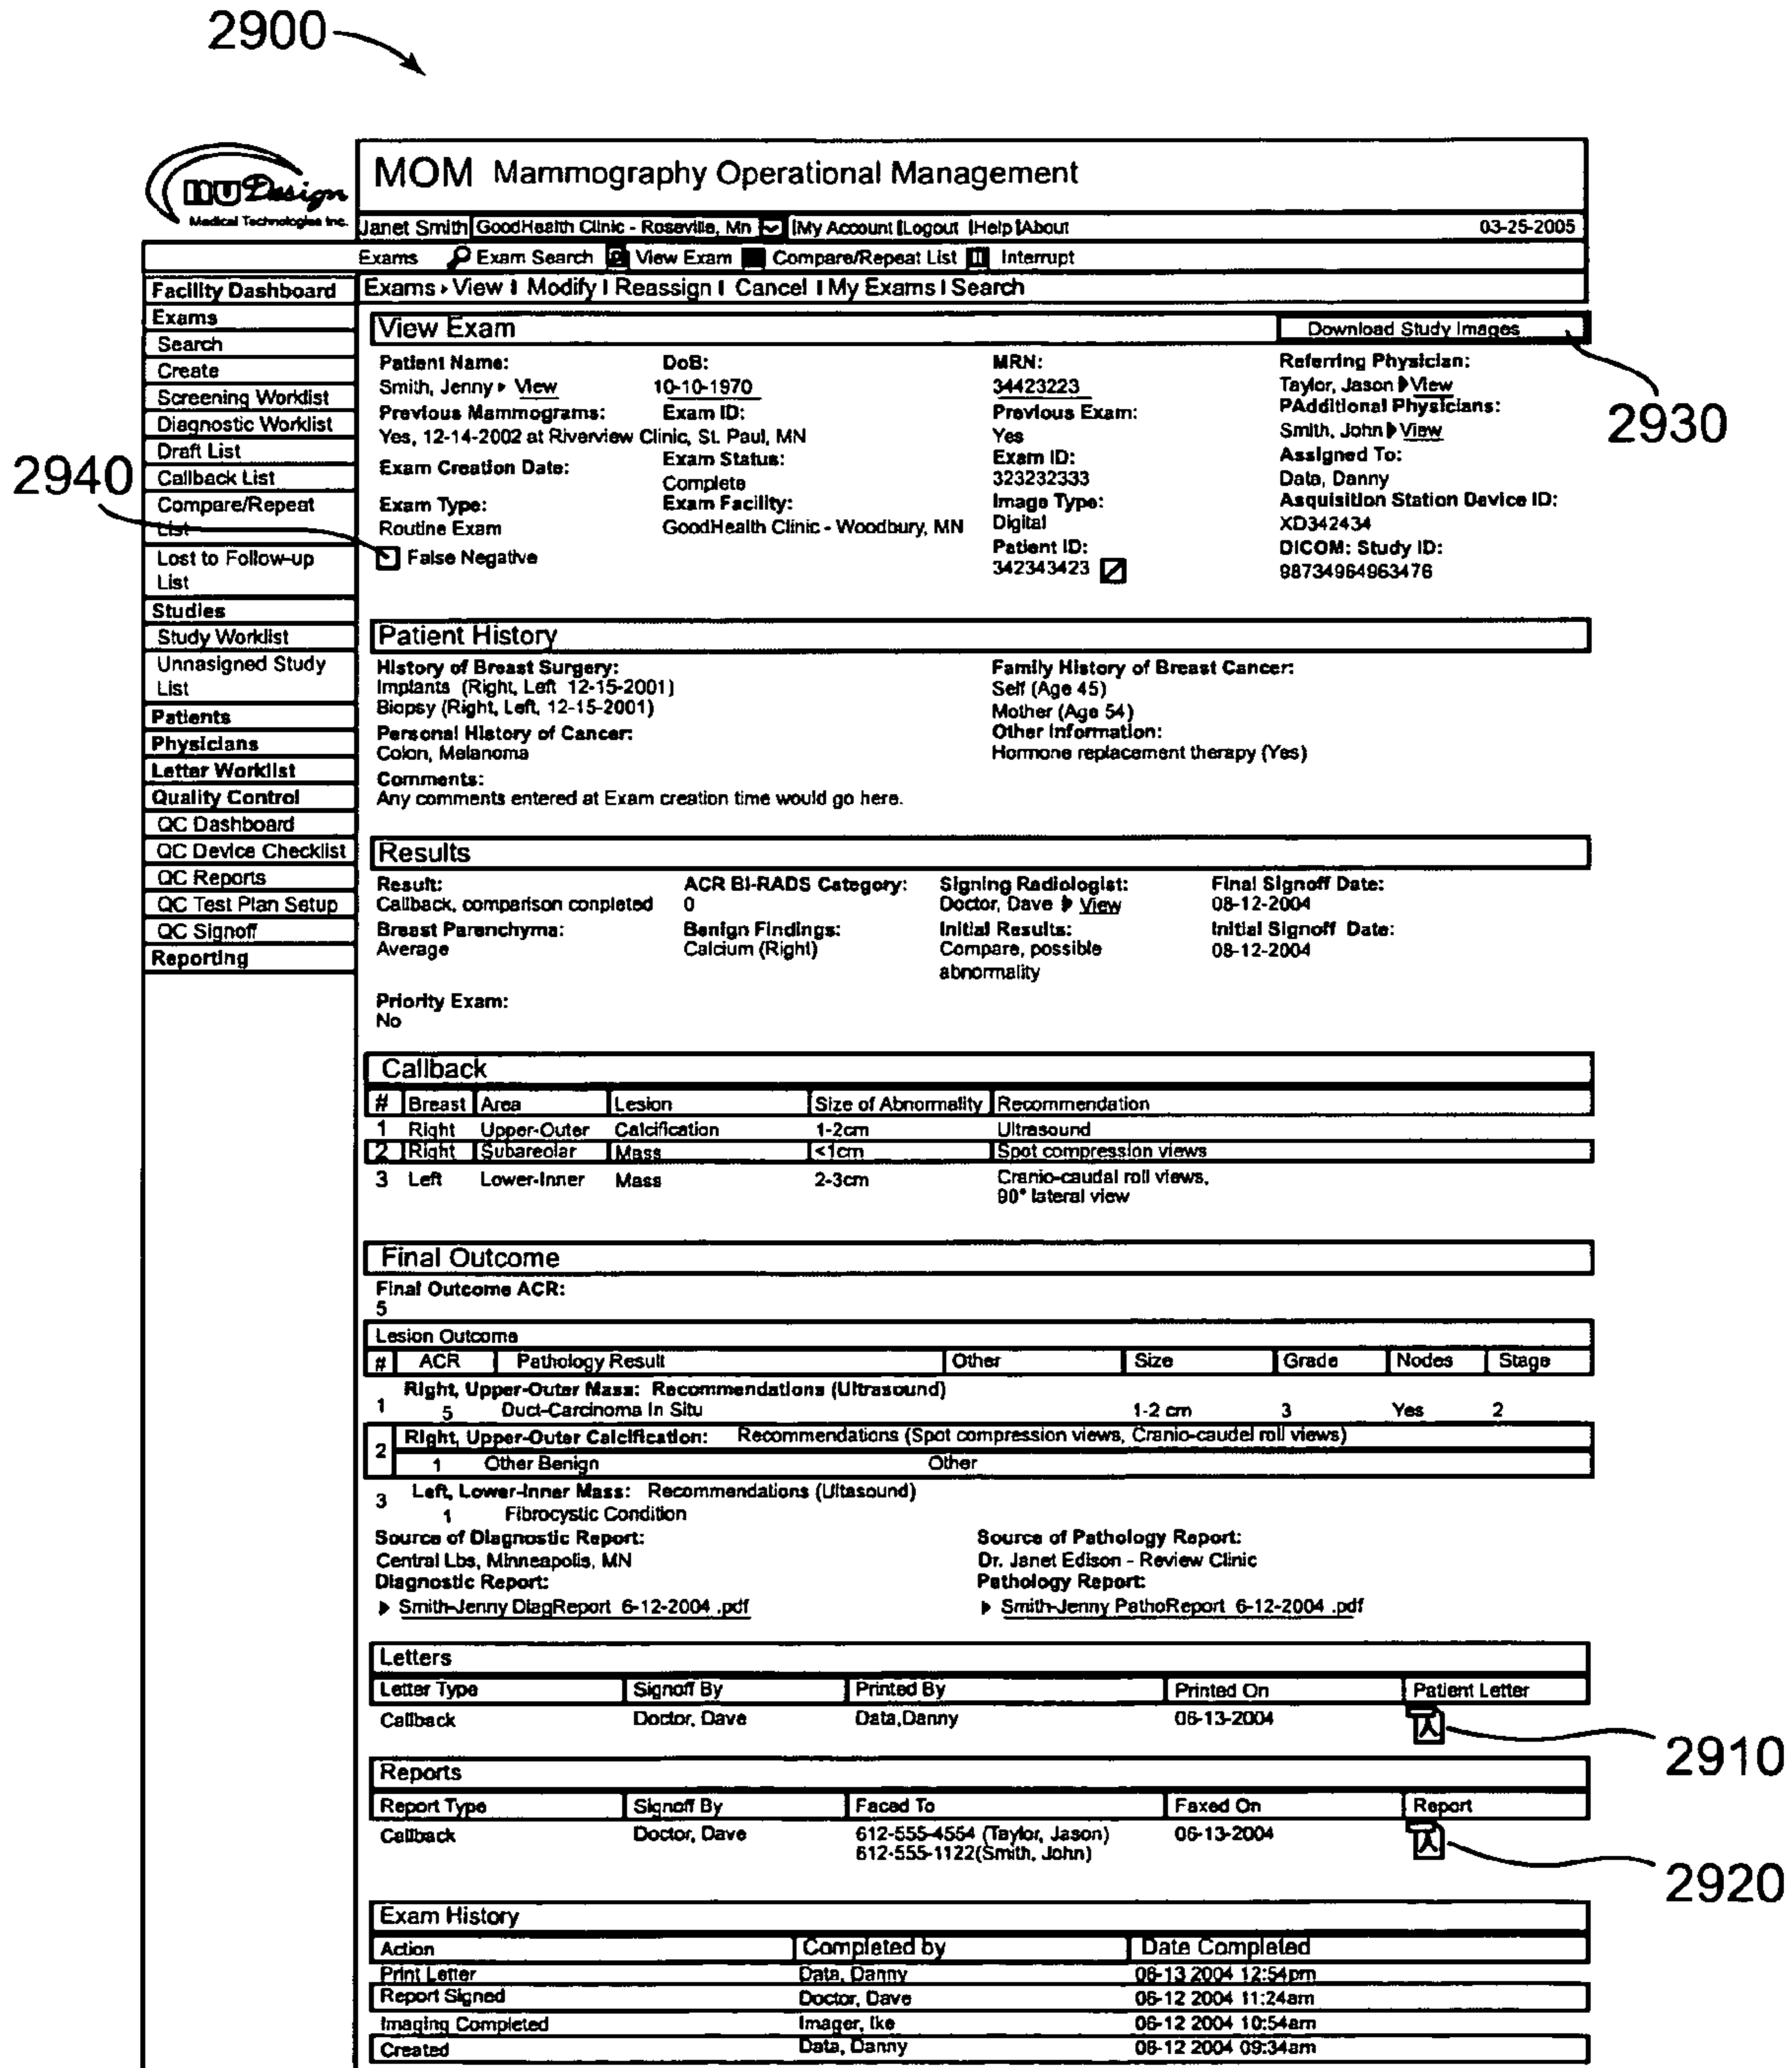 2900
nu Design
Medical Technologies Inc.
MOM Mammography Operational Management
Janet Smith GoodHealth Clinic - Roseville, Mn |My Account |Logout |Help |About 03-25-2005
Exams Exam Search View Exam Compare/Repeat List Interrupt
Exams View | Modify | Reassign | Cancel | My Exams | Search
Facility Dashboard
Exams
Search
Create
Screening Worklist
Diagnostic Worklist
Draft List
Callback List
Compare/Repeat
List
Lost to Follow-up
List
Studies
Study Worklist
Unnasigned Study
List
Patients
Physicians
Letter Worklist
Quality Control
QC Dashboard
QC Device Checklist
QC Reports
QC Test Plan Setup
QC Signoff
Reporting
2940
View Exam Download Study Images
2930
Patient Name: DoB: MRN: Referring Physician:
Smith, Jenny View 10-10-1970 34423223 Taylor, Jason View
Previous Mammograms: Exam ID: Previous Exam: PAdditional Physicians:
Yes, 12-14-2002 at Riverview Clinic, St. Paul, MN Yes Smith, John View
Exam Creation Date: Exam Status: Exam ID: Assigned To:
Complete 323232333 Data, Danny
Exam Type: Exam Facility: Image Type: Asquisition Station Device ID:
Routine Exam GoodHealth Clinic - Woodbury, MN Digital XD342434
False Negative Patient ID: DICOM: Study ID:
342343423 98734964963476
Patient History
History of Breast Surgery: Family History of Breast Cancer:
Implants (Right, Left 12-15-2001) Self (Age 45)
Biopsy (Right, Left, 12-15-2001) Mother (Age 54)
Personal History of Cancer: Other Information:
Colon, Melanoma Hormone replacement therapy (Yes)
Comments:
Any comments entered at Exam creation time would go here.
Results
Result: ACR BI-RADS Category: Signing Radiologist: Final Signoff Date:
Callback, comparison conpleted 0 Doctor, Dave View 08-12-2004
Breast Parenchyma: Benign Findings: Initial Results: Initial Signoff Date:
Average Calcium (Right) Compare, possible 08-12-2004
abnormality
Priority Exam:
No
Callback
# Breast Area Lesion Size of Abnormality Recommendation
1 Right Upper-Outer Calcification 1-2cm Ultrasound
2 Right Subareolar Mass <1cm Spot compression views
3 Left Lower-Inner Mass 2-3cm Cranio-caudal roll views,
90° lateral view
Final Outcome
Final Outcome ACR:
5
Lesion Outcome
# ACR Pathology Result Other Size Grade Nodes Stage
Right, Upper-Outer Mass: Recommendations (Ultrasound)
1 5 Duct-Carcinoma In Situ 1-2 cm 3 Yes 2
2 Right, Upper-Outer Calcification: Recommendations (Spot compression views, Cranio-caudel roll views)
1 Other Benign Other
3 Left, Lower-Inner Mass: Recommendations (Ultasound)
1 Fibrocystic Condition
Source of Diagnostic Report: Source of Pathology Report:
Central Lbs, Minneapolis, MN Dr. Janet Edison - Review Clinic
Diagnostic Report: Pathology Report:
Smith-Jenny DiagReport 6-12-2004 .pdf Smith-Jenny PathoReport 6-12-2004 .pdf
Letters
Letter Type Signoff By Printed By Printed On Patient Letter
Callback Doctor, Dave Data,Danny 06-13-2004
2910
Reports
Report Type Signoff By Faced To Faxed On Report
Callback Doctor, Dave 612-555-4554 (Taylor, Jason) 06-13-2004
612-555-1122(Smith, John)
2920
Exam History
Action Completed by Date Completed
Print Letter Data, Danny 06-13 2004 12:54pm
Report Signed Doctor, Dave 06-12 2004 11:24am
Imaging Completed Imager, Ike 06-12 2004 10:54am
Created Data, Danny 06-12 2004 09:34am